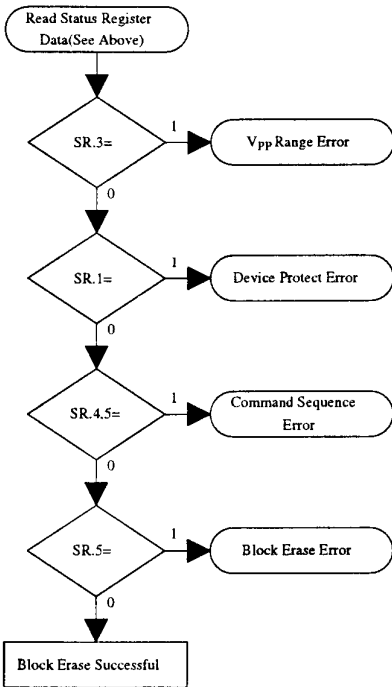 Read Status Register
Data(See Above)
SR.3=
1
VPP Range Error
0
SR.1=
1
Device Protect Error
0
SR.4,5=
1
Command Sequence
Error
0
SR.5=
1
Block Erase Error
0
Block Erase Successful